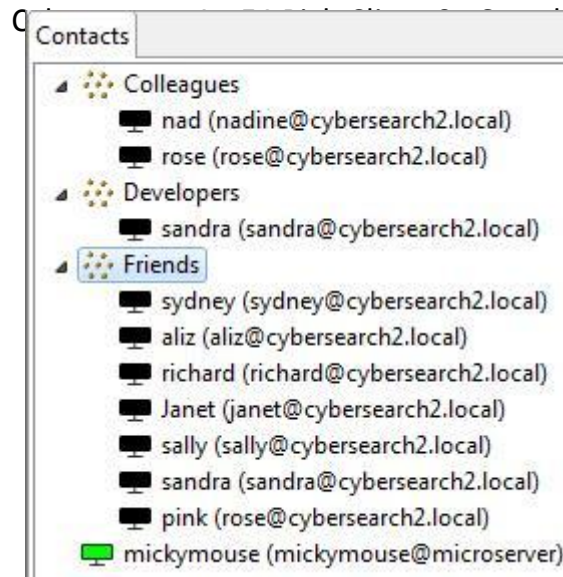 Contacts
Colleagues
nad (nadine@cybersearch2.local)
rose (rose@cybersearch2.local)
Developers
sandra (sandra@cybersearch2.local)
Friends
sydney (sydney@cybersearch2.local)
aliz (aliz@cybersearch2.local)
richard (richard@cybersearch2.local)
Janet (janet@cybersearch2.local)
sally (sally@cybersearch2.local)
sandra (sandra@cybersearch2.local)
pink (rose@cybersearch2.local)
mickymouse (mickymouse@microserver)